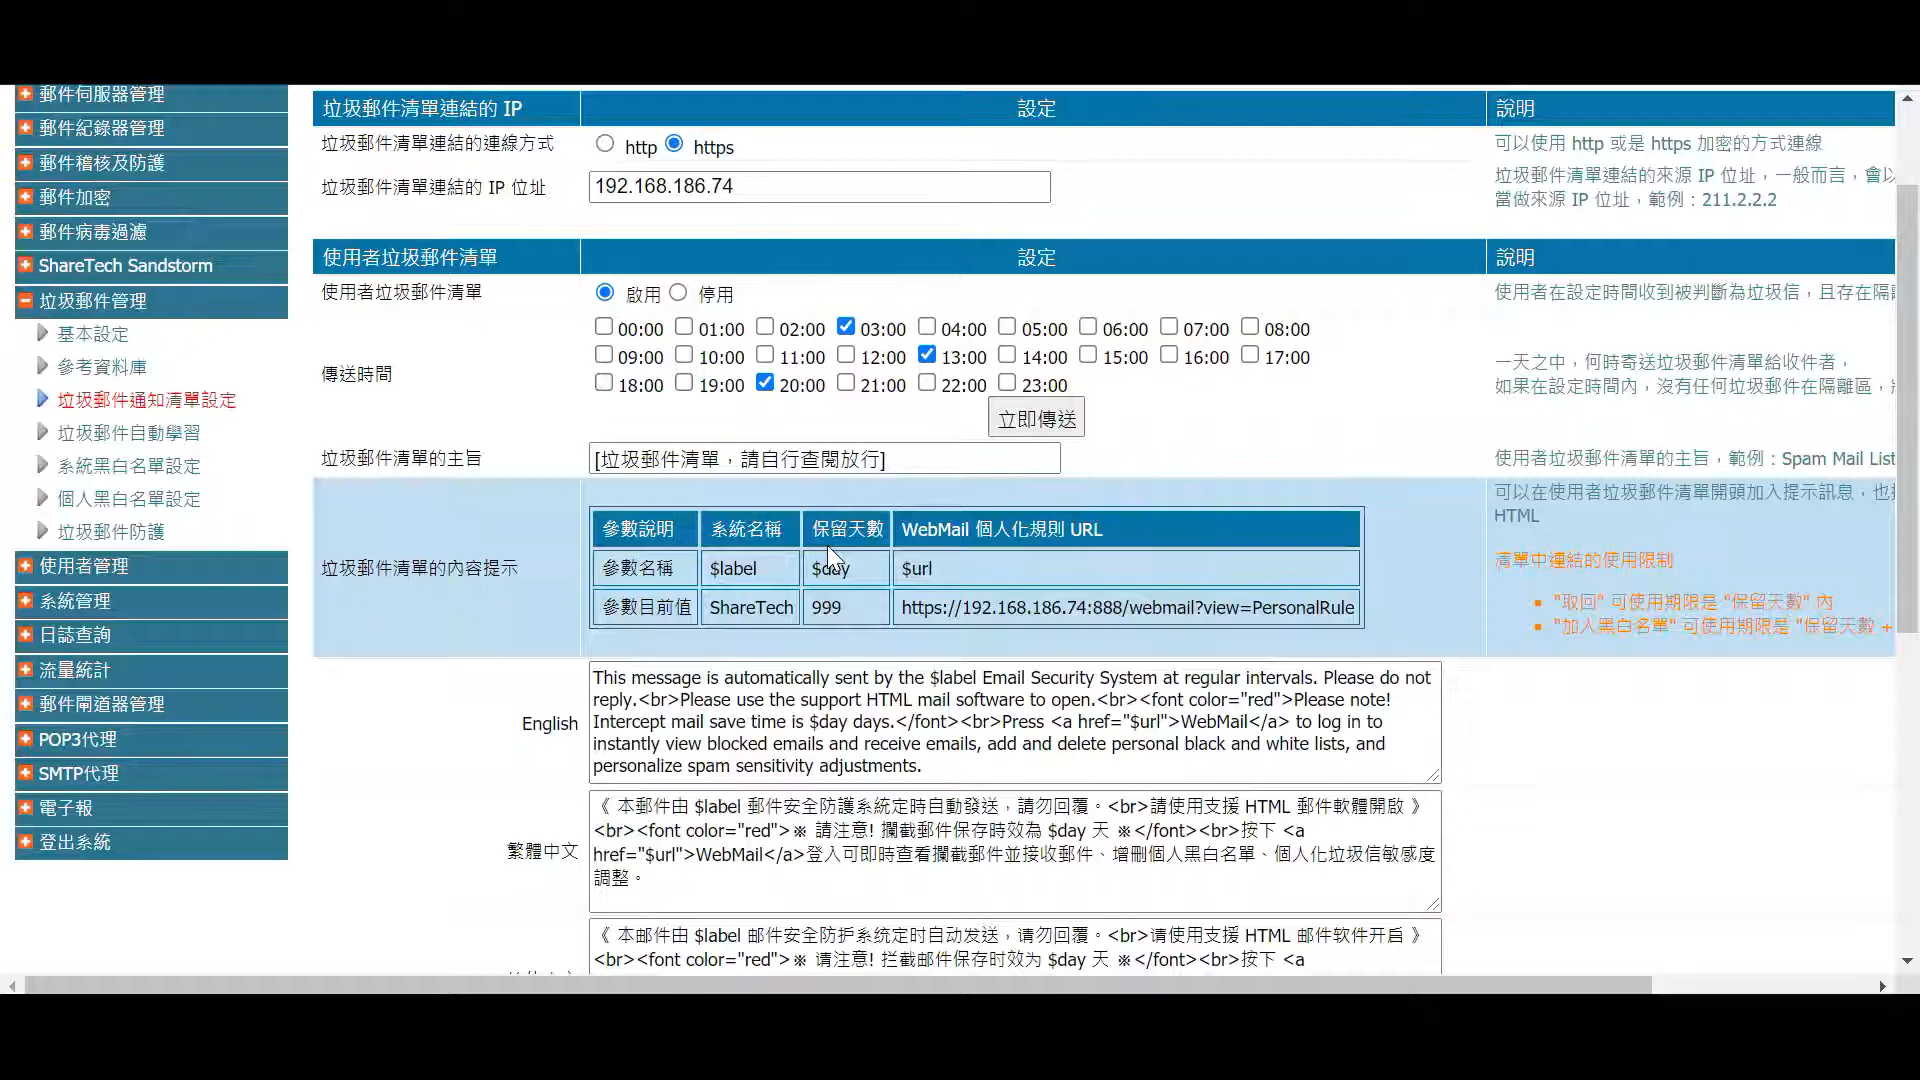 郵件伺服器管理
郵件紀錄器管理
郵件稽核及防護
郵件加密
郵件病毒過濾
ShareTech Sandstorm
垃圾郵件管理
基本設定
參考資料庫
垃圾郵件通知清單設定
垃圾郵件自動學習
系統黑白名單設定
個人黑白名單設定
垃圾郵件防護
使用者管理
系統管理
日誌查詢
流量統計
郵件閘道器管理
POP3代理
SMTP代理
電子報
登出系統
垃圾郵件清單連結的 IP 設定 說明
垃圾郵件清單連結的連線方式 http https 可以使用 http 或是 https 加密的方式連線
垃圾郵件清單連結的 IP 位址 192.168.186.74
垃圾郵件清單連結的來源 IP 位址，一般而言，會以
當做來源 IP 位址，範例：211.2.2.2
使用者垃圾郵件清單 設定 說明
使用者垃圾郵件清單 啟用 停用 使用者在設定時間收到被判斷為垃圾信，且存在隔
傳送時間
00:00 01:00 02:00 03:00 04:00 05:00 06:00 07:00 08:00
09:00 10:00 11:00 12:00 13:00 14:00 15:00 16:00 17:00
18:00 19:00 20:00 21:00 22:00 23:00
立即傳送
一天之中，何時寄送垃圾郵件清單給收件者，
如果在設定時間內，沒有任何垃圾郵件在隔離區，
垃圾郵件清單的主旨 [垃圾郵件清單，請自行查閱放行] 使用者垃圾郵件清單的主旨，範例：Spam Mail List
垃圾郵件清單的內容提示
參數說明 系統名稱 保留天數 WebMail 個人化規則 URL
參數名稱 $label $day $url
參數目前值 ShareTech 999 https://192.168.186.74:888/webmail?view=PersonalRule
可以在使用者垃圾郵件清單開頭加入提示訊息，也
HTML
清單中連結的使用限制
"取回" 可使用期限是 "保留天數" 內
"加入黑白名單" 可使用期限是 "保留天數 +
English
This message is automatically sent by the $label Email Security System at regular intervals. Please do not
reply.<br>Please use the support HTML mail software to open.<br><font color="red">Please note!
Intercept mail save time is $day days.</font><br>Press <a href="$url">WebMail</a> to log in to
instantly view blocked emails and receive emails, add and delete personal black and white lists, and
personalize spam sensitivity adjustments.
繁體中文
《 本郵件由 $label 郵件安全防護系統定時自動發送，請勿回覆。<br>請使用支援 HTML 郵件軟體開啟 》
<br><font color="red">※ 請注意! 攔截郵件保存時效為 $day 天 ※</font><br>按下 <a
href="$url">WebMail</a>登入可即時查看攔截郵件並接收郵件、增刪個人黑白名單、個人化垃圾信敏感度
調整。
《 本邮件由 $label 邮件安全防护系统定时自动发送，请勿回覆。<br>请使用支援 HTML 邮件软件开启 》
<br><font color="red">※ 请注意! 拦截邮件保存时效为 $day 天 ※</font><br>按下 <a